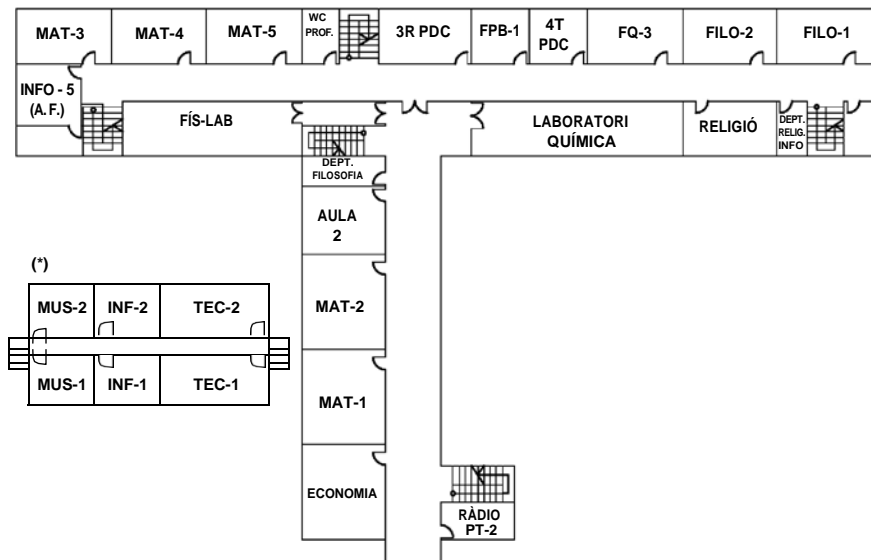 MAT-3
MAT-4
MAT-5
WC
PROF.
3R PDC
FPB-1
4T
PDC
FQ-3
FILO-2
FILO-1
INFO - 5
(A. F.)
FÍS-LAB
LABORATORI
QUÍMICA
RELIGIÓ
DEPT.
RELIG.
INFO
DEPT.
FILOSOFIA
AULA
2
(*)
MUS-2
INF-2
TEC-2
MAT-2
MUS-1
INF-1
TEC-1
MAT-1
ECONOMIA
RÀDIO
PT-2